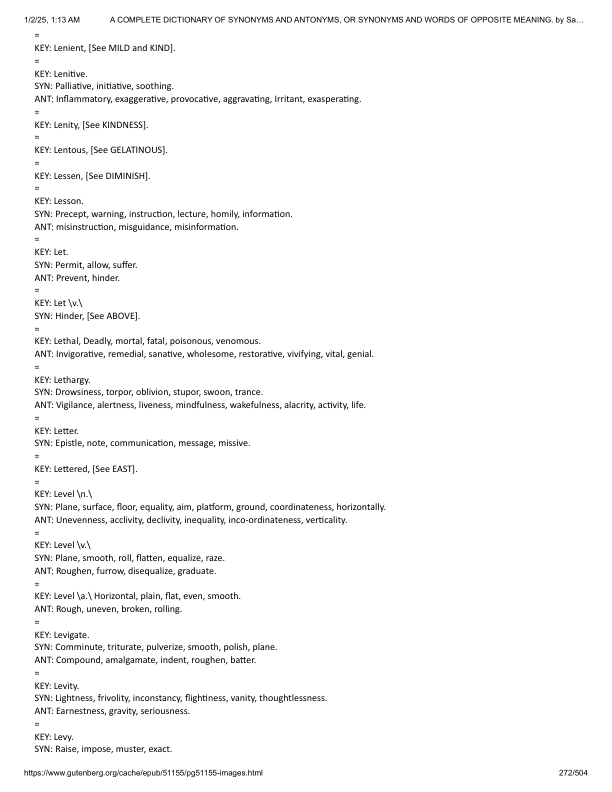 1/2/25, 1:13 AM A COMPLETE DICTIONARY OF SYNONYMS AND ANTONYMS, OR SYNONYMS AND WORDS OF OPPOSITE MEANING. by Sa…
=
KEY: Lenient, [See MILD and KIND].
=
KEY: Lenitive.
SYN: Palliative, initiative, soothing.
ANT: Inflammatory, exaggerative, provocative, aggravating, Irritant, exasperating.
=
KEY: Lenity, [See KINDNESS].
=
KEY: Lentous, [See GELATINOUS].
=
KEY: Lessen, [See DIMINISH].
=
KEY: Lesson.
SYN: Precept, warning, instruction, lecture, homily, information.
ANT: misinstruction, misguidance, misinformation.
=
KEY: Let.
SYN: Permit, allow, suffer.
ANT: Prevent, hinder.
=
KEY: Let \v.\
SYN: Hinder, [See ABOVE].
=
KEY: Lethal, Deadly, mortal, fatal, poisonous, venomous.
ANT: Invigorative, remedial, sanative, wholesome, restorative, vivifying, vital, genial.
=
KEY: Lethargy.
SYN: Drowsiness, torpor, oblivion, stupor, swoon, trance.
ANT: Vigilance, alertness, liveness, mindfulness, wakefulness, alacrity, activity, life.
=
KEY: Letter.
SYN: Epistle, note, communication, message, missive.
=
KEY: Lettered, [See EAST].
=
KEY: Level \n.\
SYN: Plane, surface, floor, equality, aim, platform, ground, coordinateness, horizontally.
ANT: Unevenness, acclivity, declivity, inequality, inco-ordinateness, verticality.
=
KEY: Level \v.\
SYN: Plane, smooth, roll, flatten, equalize, raze.
ANT: Roughen, furrow, disequalize, graduate.
=
KEY: Level \a.\ Horizontal, plain, flat, even, smooth.
ANT: Rough, uneven, broken, rolling.
=
KEY: Levigate.
SYN: Comminute, triturate, pulverize, smooth, polish, plane.
ANT: Compound, amalgamate, indent, roughen, batter.
=
KEY: Levity.
SYN: Lightness, frivolity, inconstancy, flightiness, vanity, thoughtlessness.
ANT: Earnestness, gravity, seriousness.
=
KEY: Levy.
SYN: Raise, impose, muster, exact.
https://www.gutenberg.org/cache/epub/51155/pg51155-images.html 272/504